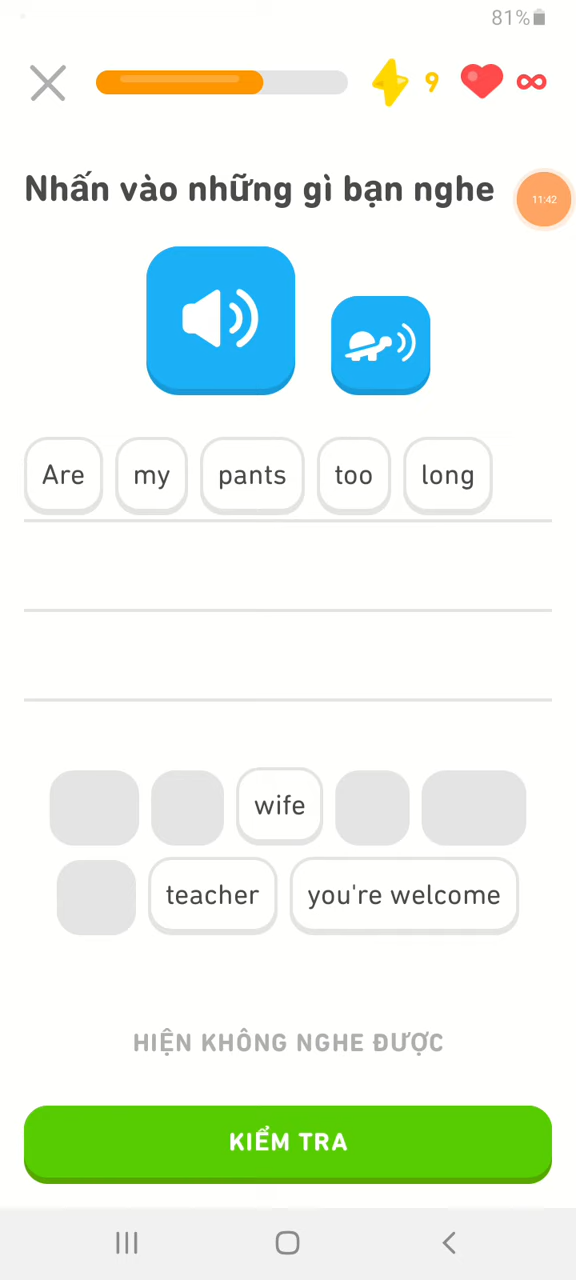 81%
9
Nhấn vào những gì bạn nghe
11:42
Are my pants too long
wife
teacher you're welcome
HIỆN KHÔNG NGHE ĐƯỢC
KIỂM TRA